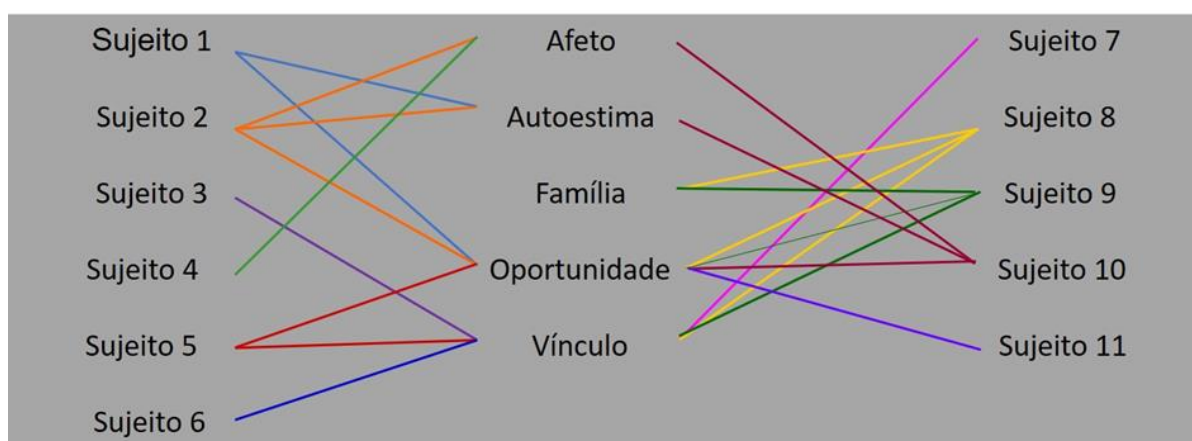 Sujeito 1
Sujeito 2
Sujeito 3
Sujeito 4
Sujeito 5
Sujeito 6
Afeto
Autoestima
Família
Oportunidade
Vínculo
Sujeito 7
Sujeito 8
Sujeito 9
Sujeito 10
Sujeito 11